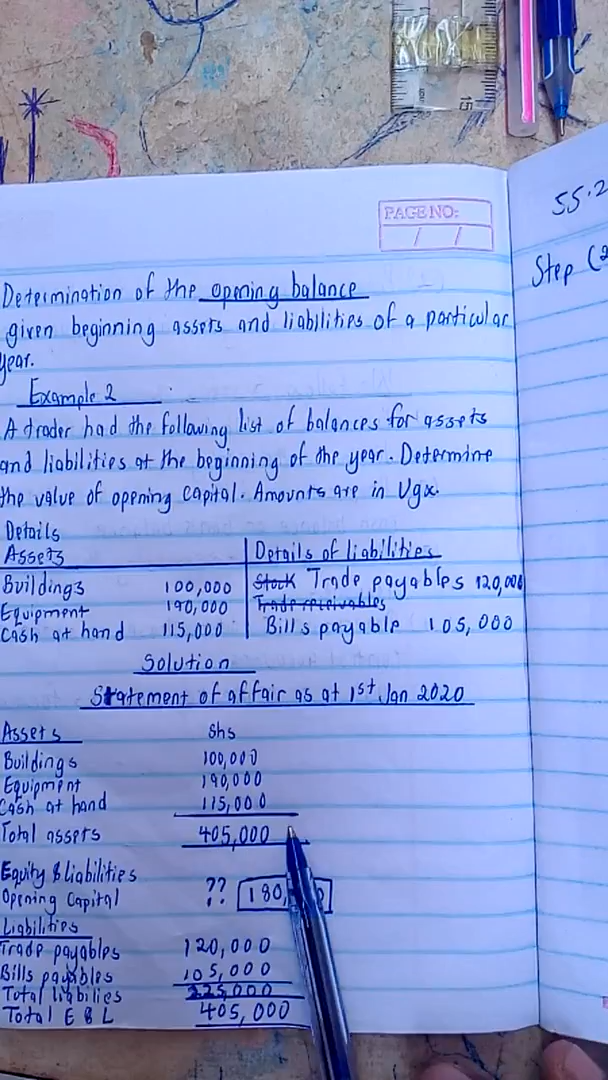 PAGE NO:
/ /
55.2
Step (2
Determination of the opening balance
given beginning assets and liabilities of a particular
year.
Example 2
A trader had the following list of balances for assets
and liabilities at the beginning of the year. Determine
the value of opening capital. Amounts are in Ugx.
Details
Assets Details of liabilities
Buildings 100,000 Stock Trade payables 120,000
Equipment 190,000 Trade receivables
Cash at hand 115,000 Bills payable 105,000
Solution
Statement of affair as at 1st Jan 2020
Assets Shs
Buildings 100,000
Equipment 190,000
Cash at hand 115,000
Total assets 405,000
Equity & liabilities
Opening Capital ?? 180,
Liabilities
Trade payables 120,000
Bills payables 105,000
Total liabilies 225,000
Total E & L 405,000